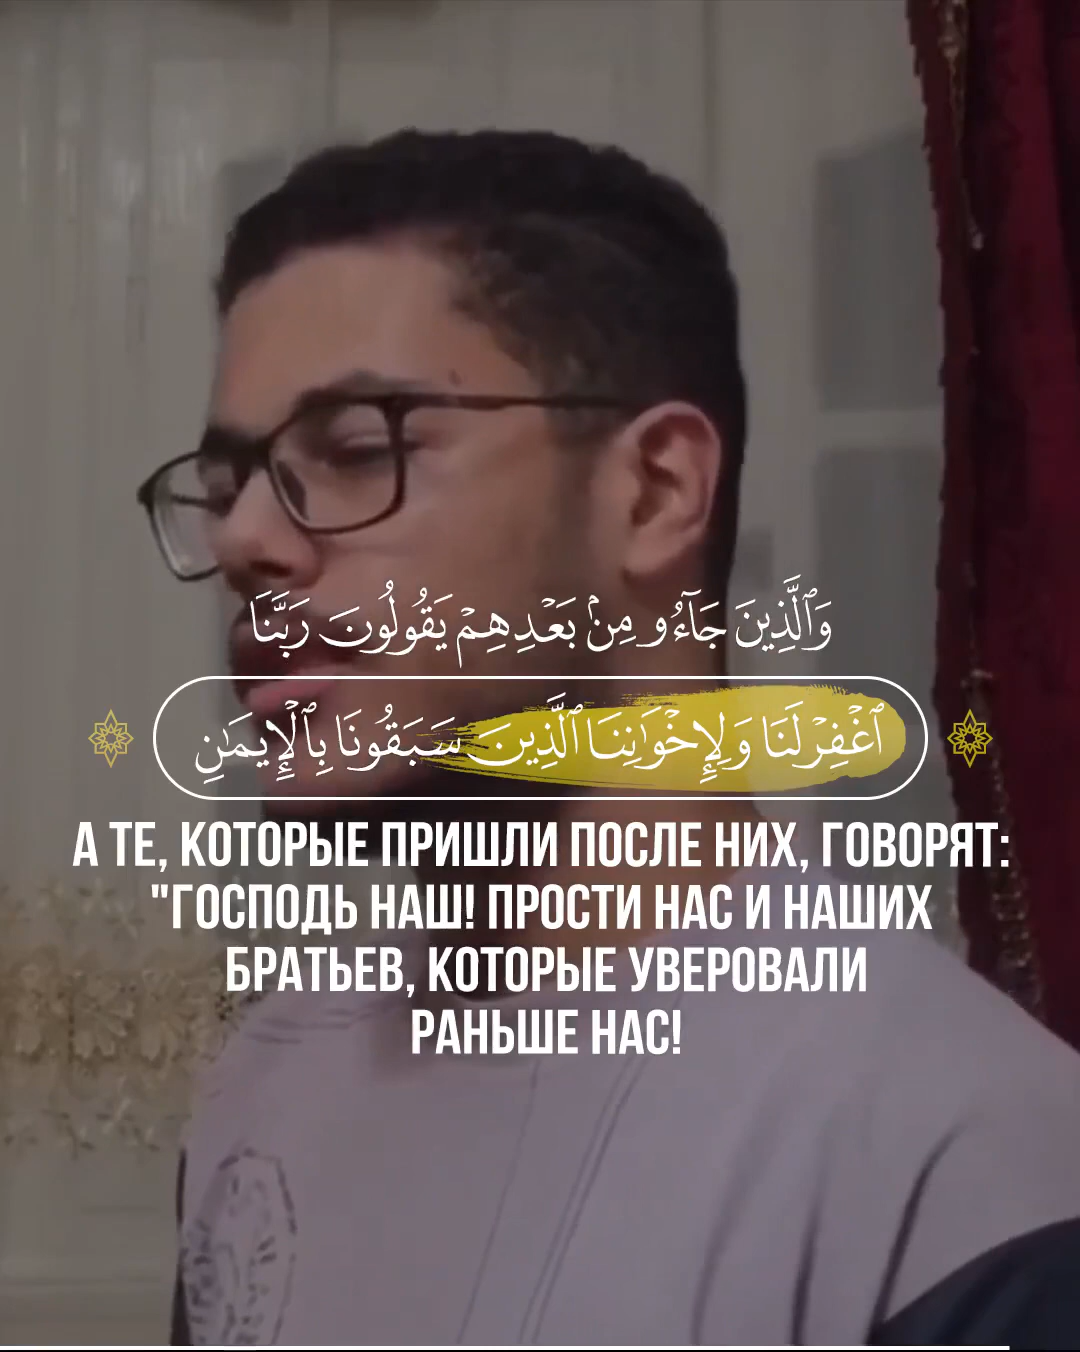 وَٱلَّذِينَ جَآءُو مِنۢ بَعْدِهِمْ يَقُولُونَ رَبَّنَا
ٱغْفِرْ لَنَا وَلِإِخْوَٰنِنَا ٱلَّذِينَ سَبَقُونَا بِٱلْإِيمَٰنِ
А ТЕ, КОТОРЫЕ ПРИШЛИ ПОСЛЕ НИХ, ГОВОРЯТ:
"ГОСПОДЬ НАШ! ПРОСТИ НАС И НАШИХ
БРАТЬЕВ, КОТОРЫЕ УВЕРОВАЛИ
РАНЬШЕ НАС!